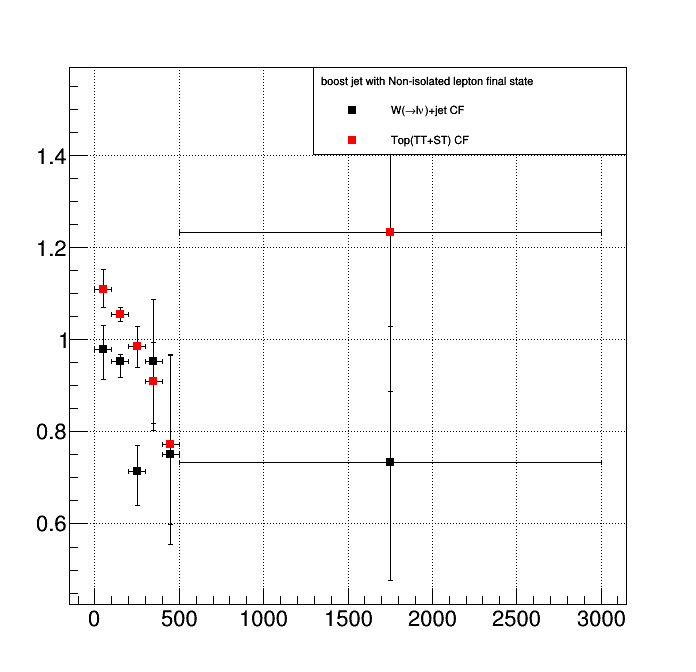 boost jet with Non-isolated lepton final state
W(→lν)+jet CF
Top(TT+ST) CF
1.4
1.2
1
0.8
0.6
0 500 1000 1500 2000 2500 3000